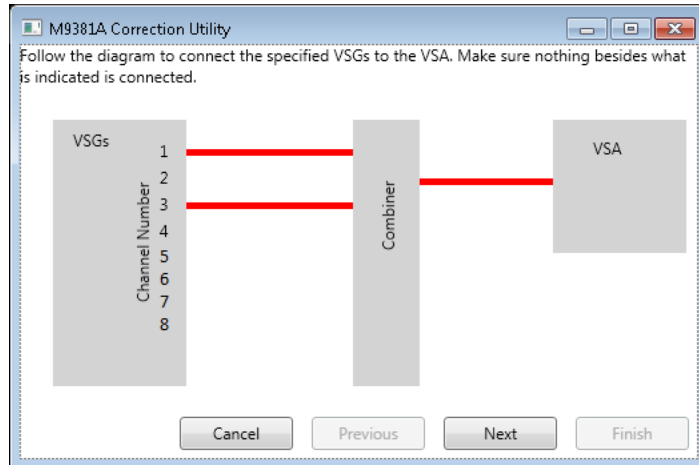 M9381A Correction Utility
Follow the diagram to connect the specified VSGs to the VSA. Make sure nothing besides what
is indicated is connected.
VSGs
Channel Number
1
2
3
4
5
6
7
8
Combiner
VSA
Cancel
Previous
Next
Finish